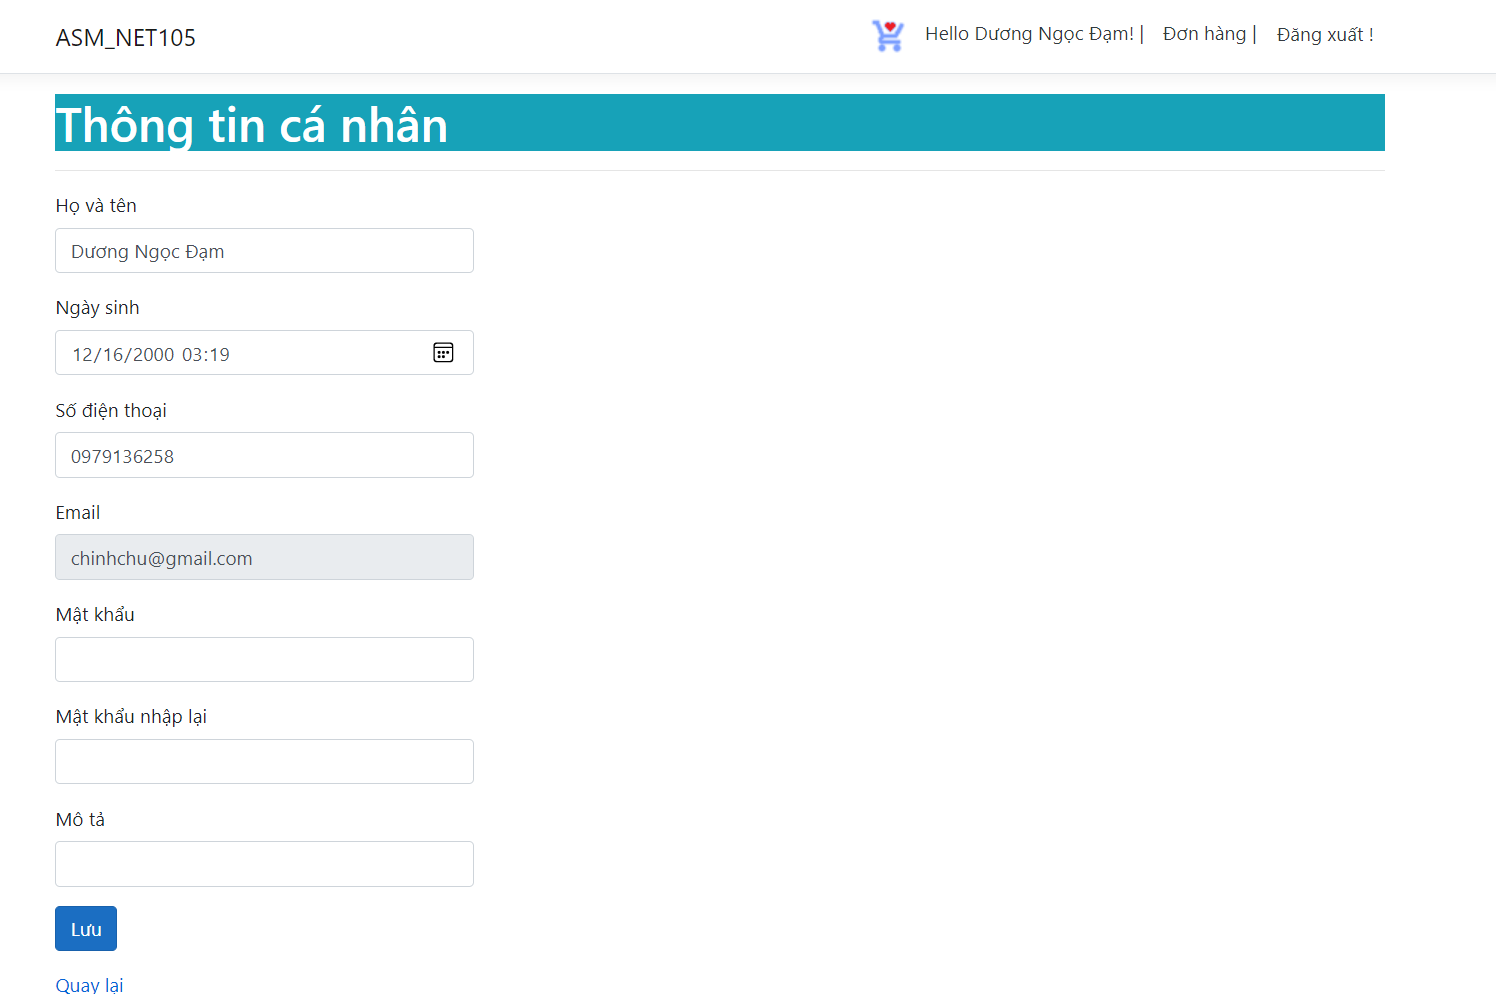 ASM_NET105
Hello Dương Ngọc Đạm! |
Đơn hàng |
Đăng xuất !
Thông tin cá nhân
Họ và tên
Dương Ngọc Đạm
Ngày sinh
12/16/2000 03:19
Số điện thoại
0979136258
Email
chinhchu@gmail.com
Mật khẩu
Mật khẩu nhập lại
Mô tả
Lưu
Quay lại